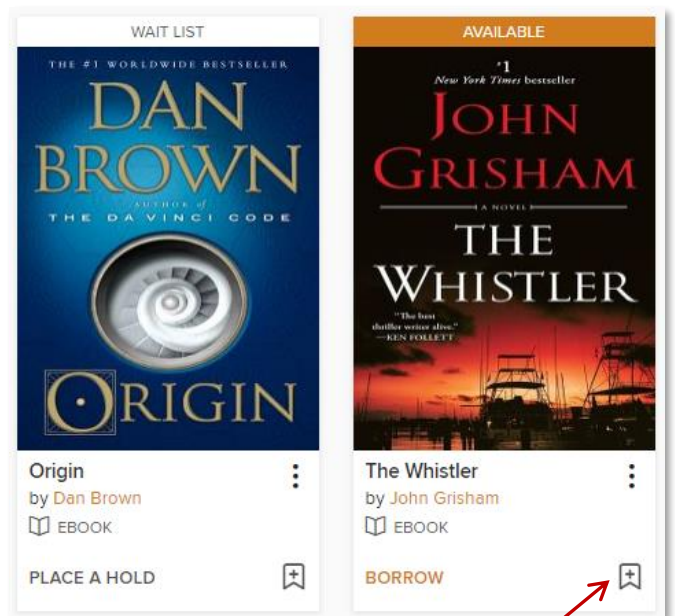 WAIT LIST
THE #1 WORLDWIDE BESTSELLER
DAN
BROWN
AUTHOR of
THE DA VINCI CODE
ORIGIN
Origin
by Dan Brown
EBOOK
PLACE A HOLD
AVAILABLE
#1
New York Times bestseller
JOHN
GRISHAM
A NOVEL
THE
WHISTLER
"The best
thriller writer alive."
—KEN FOLLETT
The Whistler
by John Grisham
EBOOK
BORROW